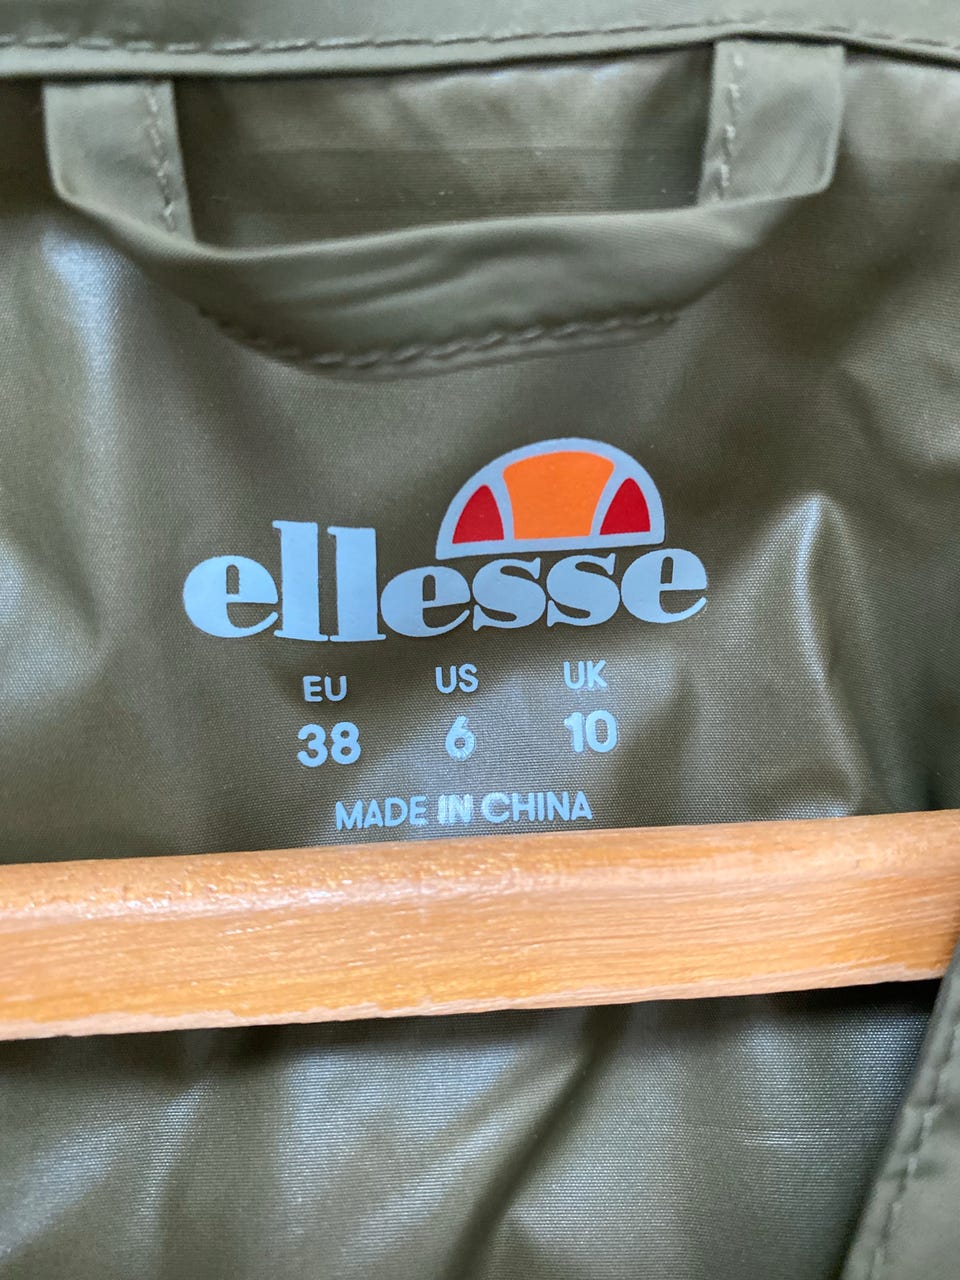 ellesse
EU US UK
38 6 10
MADE IN CHINA